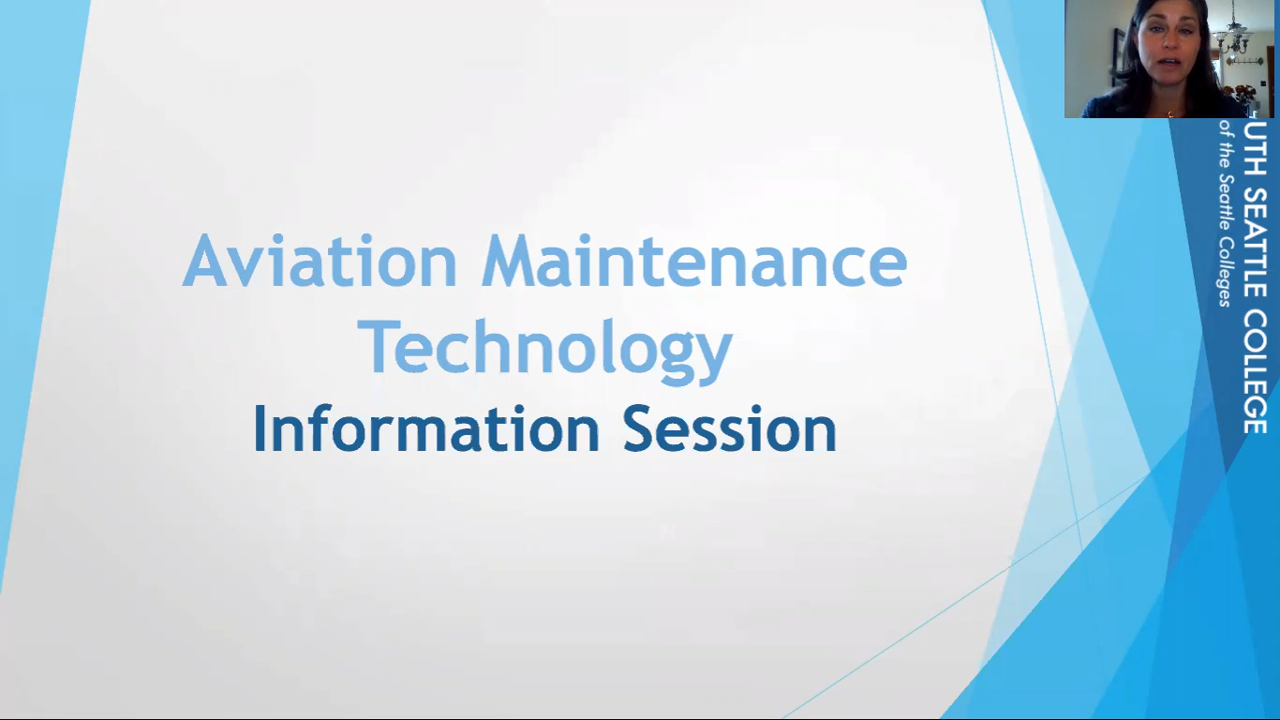 Aviation Maintenance
Technology
Information Session
UTH SEATTLE COLLEGE
of the Seattle Colleges